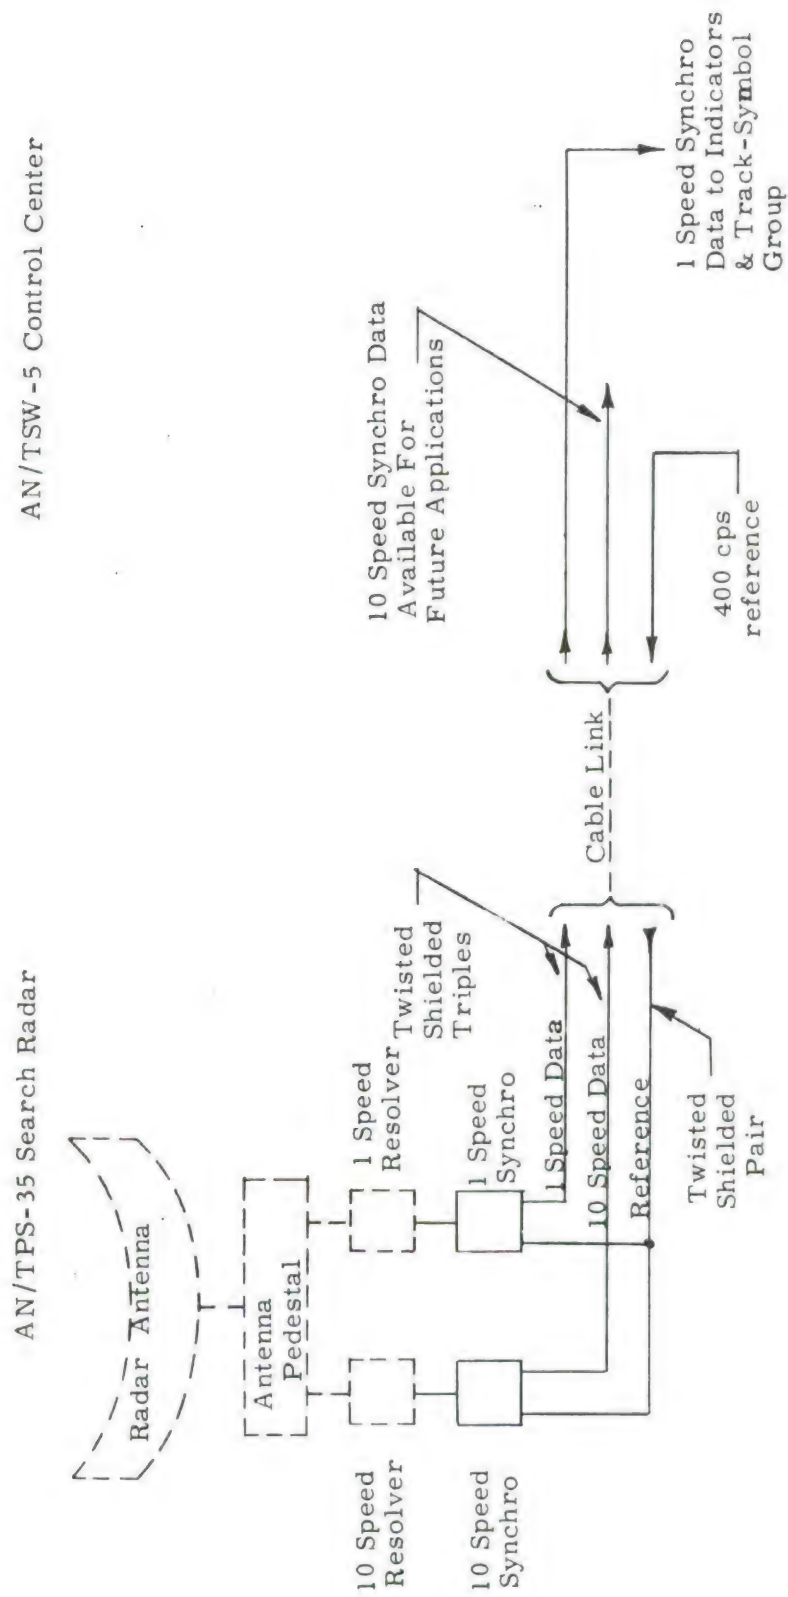 AN/TPS-35 Search Radar
AN/TSW-5 Control Center
Radar Antenna
Antenna
Pedestal
10 Speed
Resolver
1 Speed
Resolver
10 Speed
Synchro
1 Speed
Synchro
Twisted
Shielded
Triples
1 Speed Data
10 Speed Data
Reference
Twisted
Shielded
Pair
Cable Link
10 Speed Synchro Data
Available For
Future Applications
400 cps
reference
1 Speed Synchro
Data to Indicators
& Track-Symbol
Group